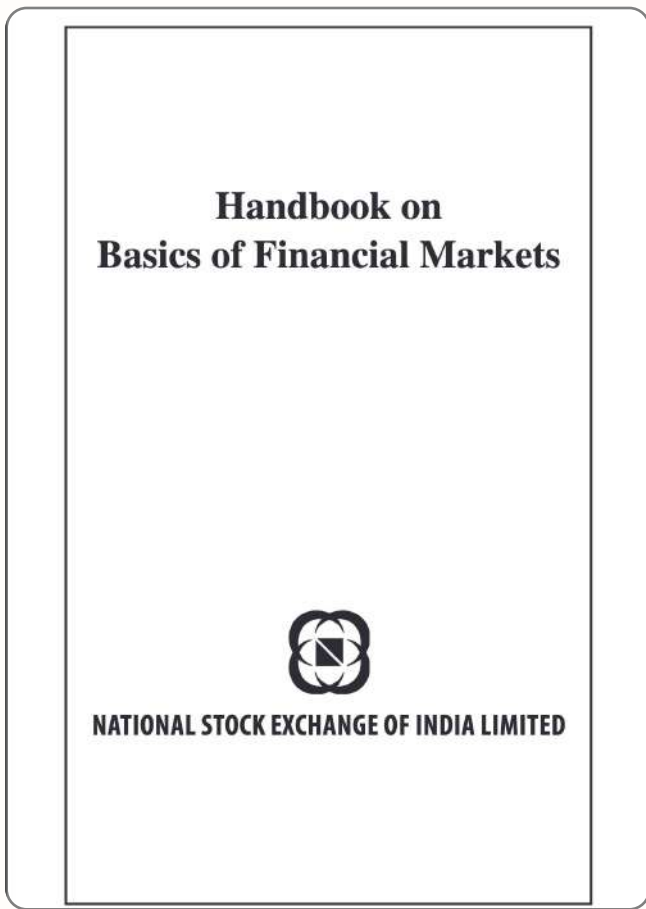 Handbook on
Basics of Financial Markets
NATIONAL STOCK EXCHANGE OF INDIA LIMITED